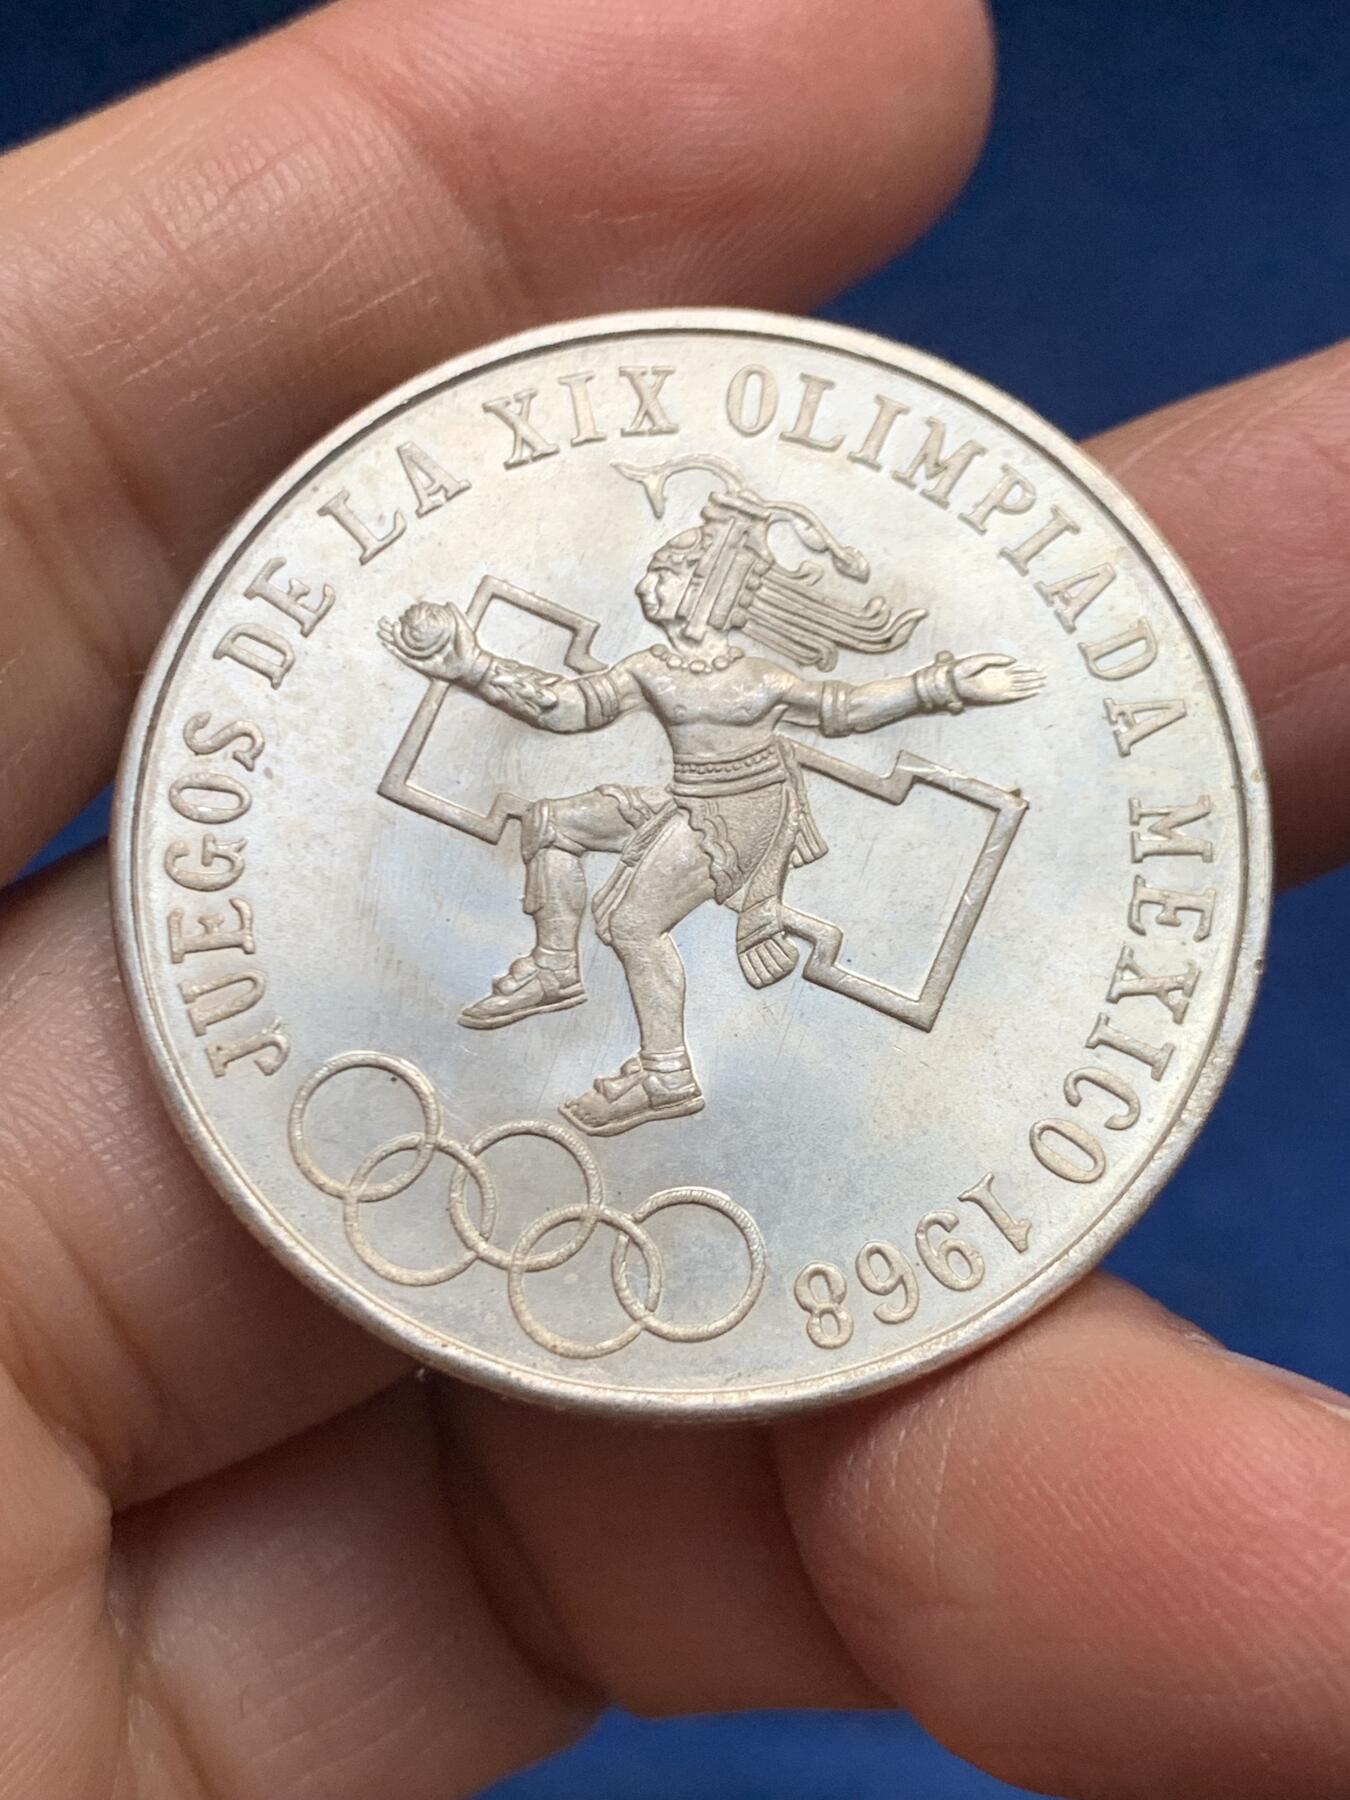 JUEGOS DE LA XIX OLIMPIADA MEXICO 1968